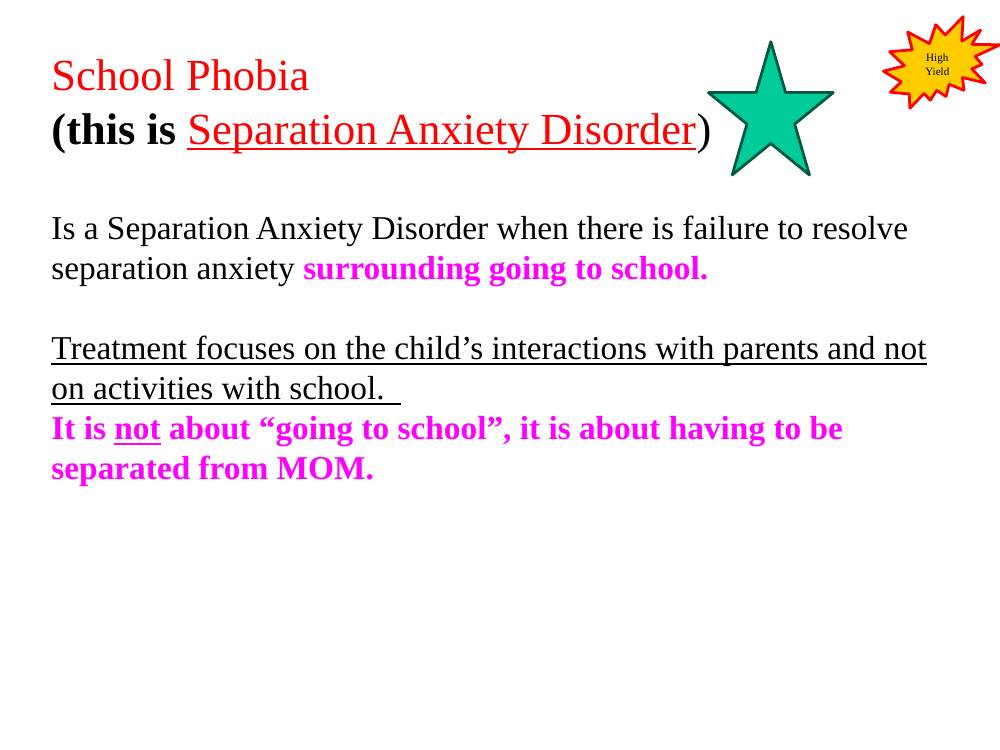 High
Yield
School Phobia
(this is Separation Anxiety Disorder)
Is a Separation Anxiety Disorder when there is failure to resolve
separation anxiety surrounding going to school.
Treatment focuses on the child’s interactions with parents and not
on activities with school.
It is not about “going to school”, it is about having to be
separated from MOM.